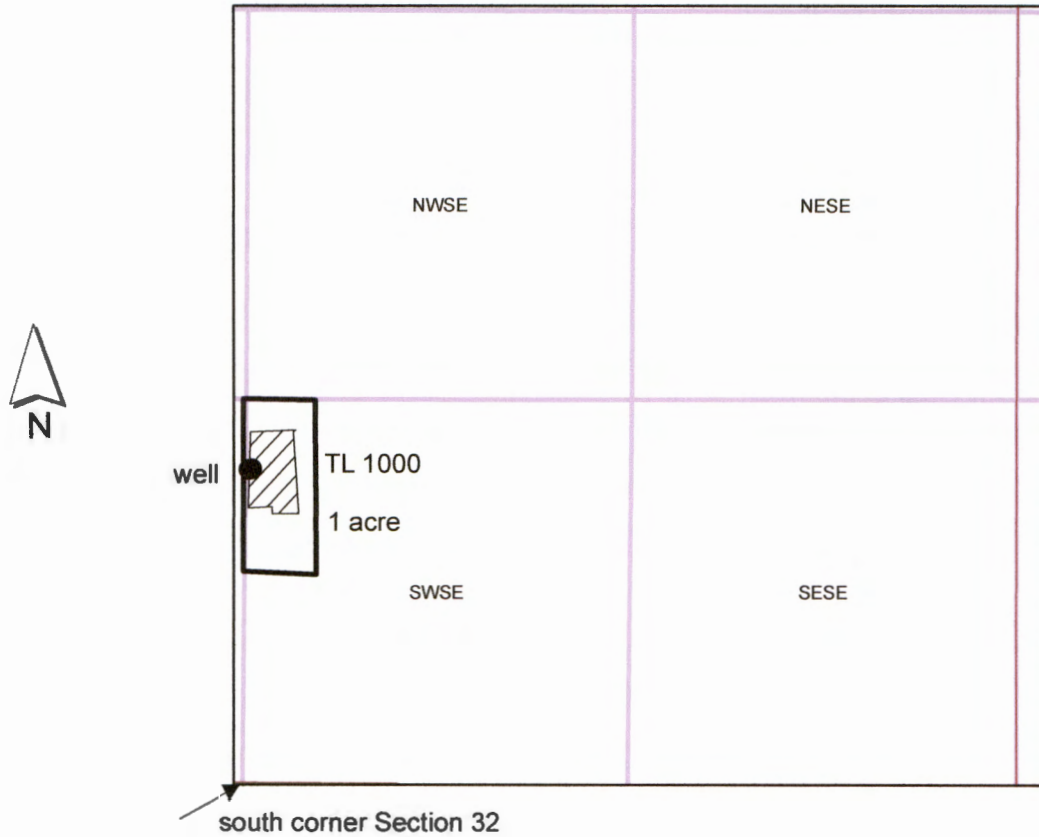 NWSE
NESE
N
well
TL 1000
1 acre
SWSE
SESE
south corner Section 32